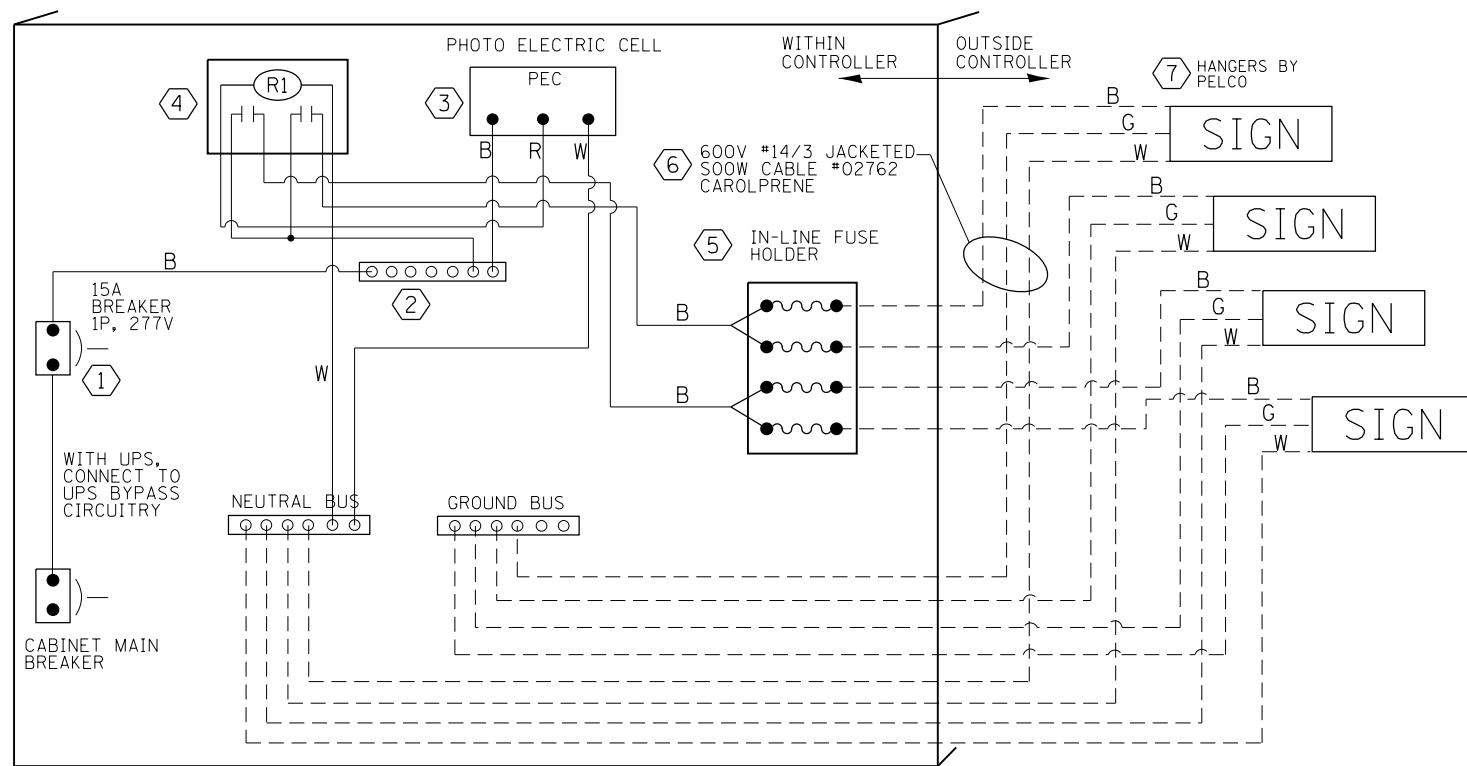 PHOTO ELECTRIC CELL
WITHIN
CONTROLLER
OUTSIDE
CONTROLLER
7
HANGERS BY
PELCO
4
R1
3
PEC
B
R
W
6
600V #14/3 JACKETED
SOOW CABLE #02762
CAROLPRENE
B
G
W
SIGN
B
G
W
SIGN
B
G
W
SIGN
B
G
W
SIGN
5
IN-LINE FUSE
HOLDER
B
2
15A
BREAKER
1P, 277V
1
B
W
B
WITH UPS,
CONNECT TO
UPS BYPASS
CIRCUITRY
NEUTRAL BUS
GROUND BUS
CABINET MAIN
BREAKER